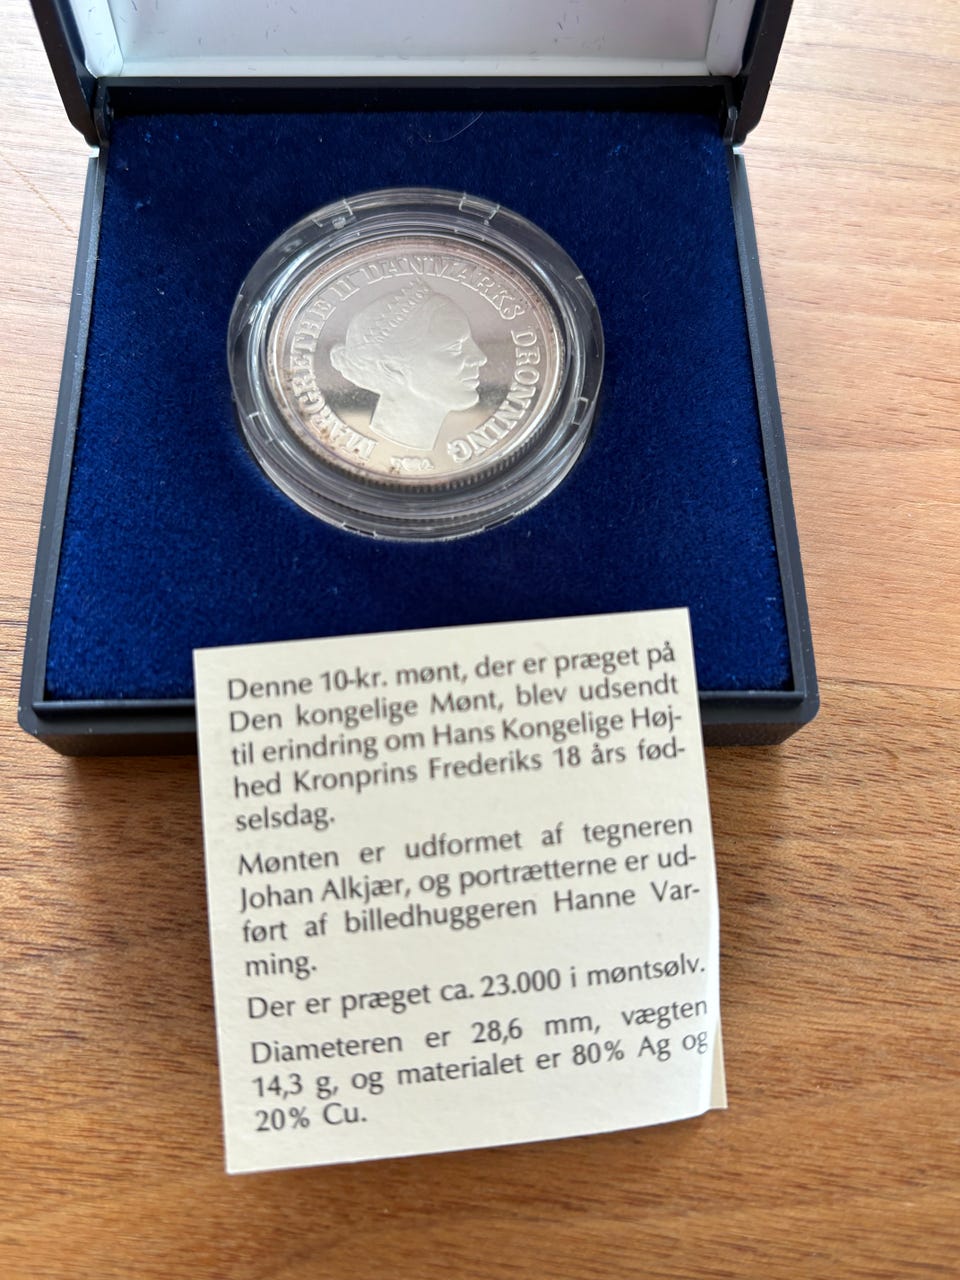 MARGRETHE II DANMARKS DRONNING
Denne 10-kr. mønt, der er præget på
Den kongelige Mønt, blev udsendt
til erindring om Hans Kongelige Høj-
hed Kronprins Frederiks 18 års fød-
selsdag.
Mønten er udformet af tegneren
Johan Alkjær, og portrætterne er ud-
ført af billedhuggeren Hanne Var-
ming.
Der er præget ca. 23.000 i møntsølv.
Diameteren er 28,6 mm, vægten
14,3 g, og materialet er 80% Ag og
20% Cu.